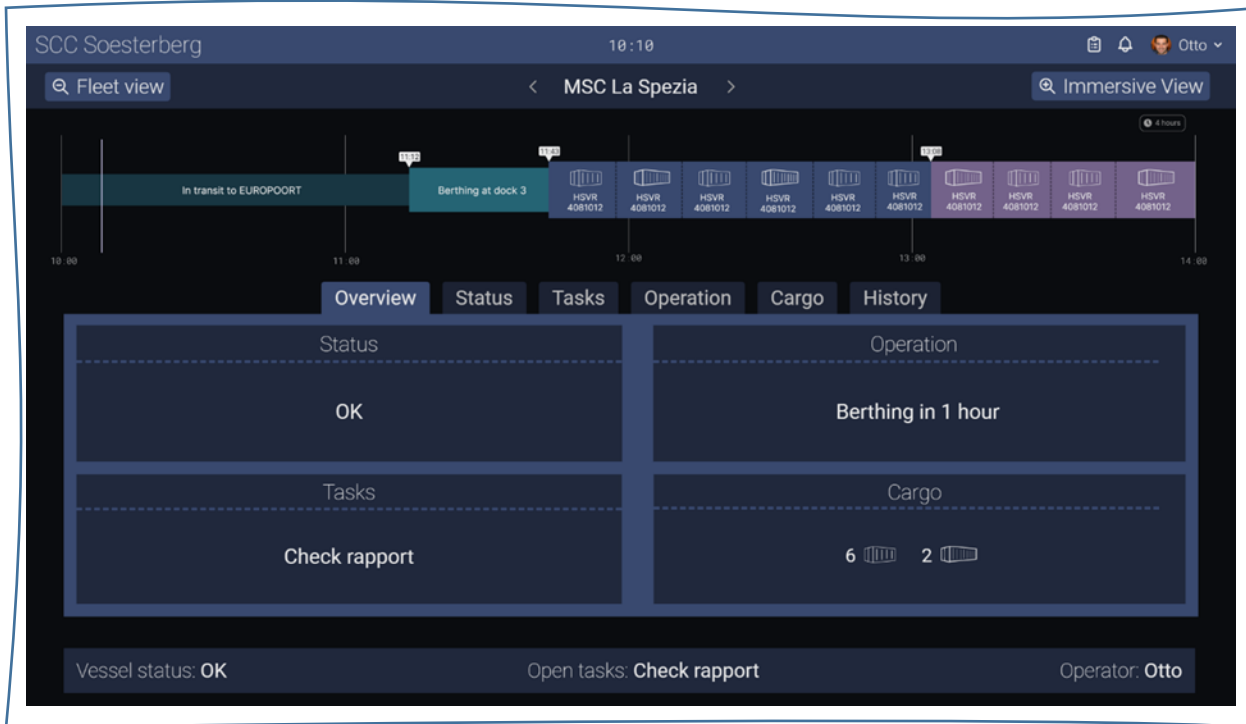 SCC Soesterberg 10:10 Otto
Fleet view MSC La Spezia Immersive View
4 hours
11:12 11:43 13:08
In transit to EUROPOORT Berthing at dock 3 HSVR HSVR HSVR HSVR HSVR HSVR HSVR HSVR HSVR HSVR
4081012 4081012 4081012 4081012 4081012 4081012 4081012 4081012 4081012 4081012
10:00 11:00 12:00 13:00 14:00
Overview Status Tasks Operation Cargo History
Status
OK
Operation
Berthing in 1 hour
Tasks
Check rapport
Cargo
6 2
Vessel status: OK Open tasks: Check rapport Operator: Otto